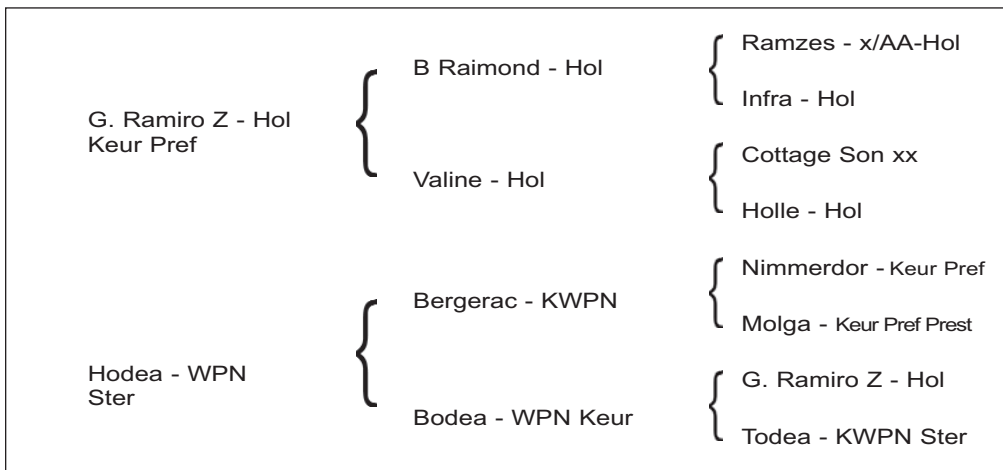 G. Ramiro Z - Hol
Keur Pref
B Raimond - Hol
Ramzes - x/AA-Hol
Infra - Hol
Valine - Hol
Cottage Son xx
Holle - Hol
Hodea - WPN
Ster
Bergerac - KWPN
Nimmerdor - Keur Pref
Molga - Keur Pref Prest
Bodea - WPN Keur
G. Ramiro Z - Hol
Todea - KWPN Ster